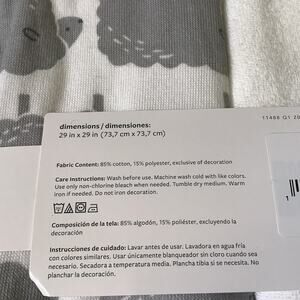 dimensions / dimensiones:
29 in x 29 in (73,7 cm x 73,7 cm)
11488 Q1 20
Fabric Content: 85% cotton, 15% polyester, exclusive of decoration
Care Instructions: Wash before use. Machine wash cold with like colors.
Use only non-chlorine bleach when needed. Tumble dry medium. Warm
iron if needed. Do not iron decoration.
Composición de la tela: 85% algodón, 15% poliéster, excluyendo la
decoración
Instrucciones de cuidado: Lavar antes de usar. Lavadora en agua fría
con colores similares. Usar únicamente blanqueador sin cloro cuando sea
necesario. Secadora a temperatura media. Plancha tibia si se necesita. No
planchar la decoración.
1